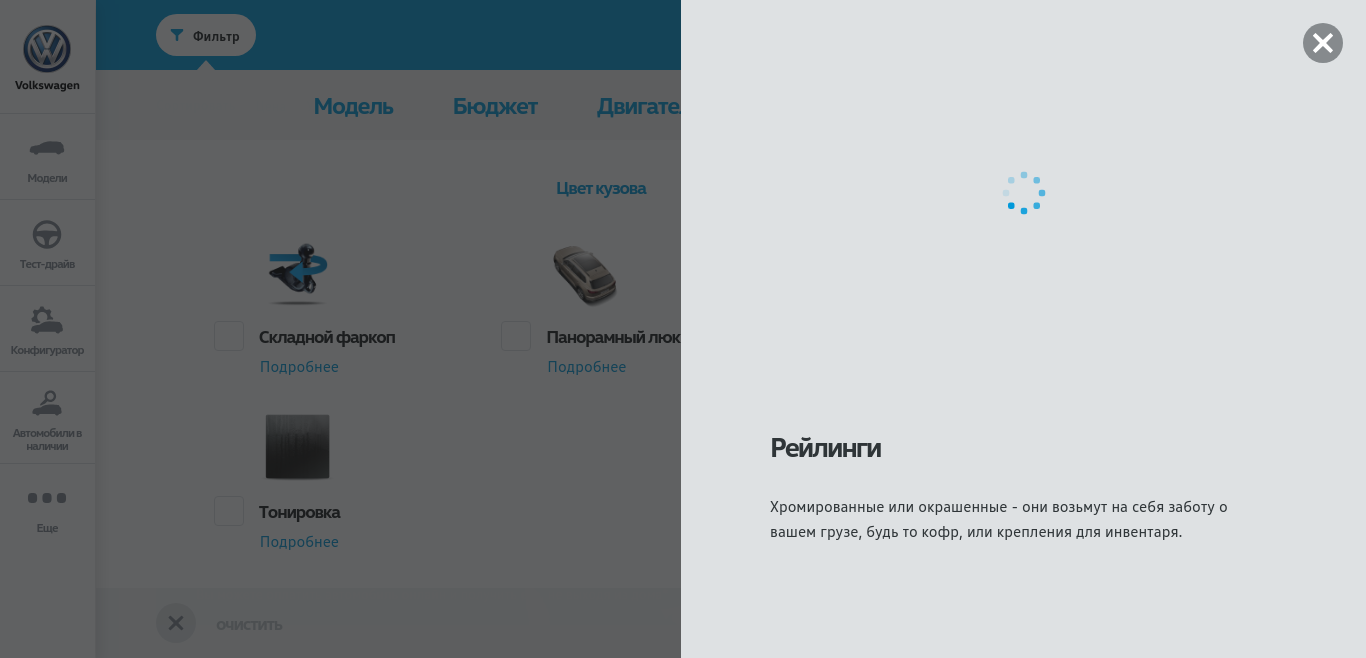 Фильтр
Volkswagen
Модель
Бюджет
Модели
Цвет кузова
Тест-драйв
Складной фаркоп
Панорамный люк
Конфигуратор
Подробнее
Подробнее
Автомобили в
наличии
Рейлинги
Хромированные или окрашенные - они возьмут на себя заботу о
вашем грузе, будь то кофр, или крепления для инвентаря.
Тонировка
Еще
Подробнее
ОЧИСТИТЬ